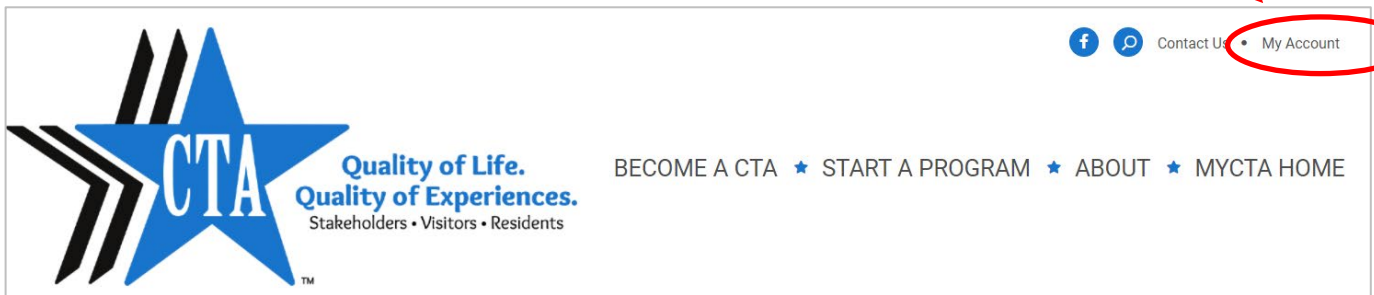 Contact Us • My Account
CTA
Quality of Life.
Quality of Experiences.
Stakeholders • Visitors • Residents
TM
BECOME A CTA ★ START A PROGRAM ★ ABOUT ★ MYCTA HOME